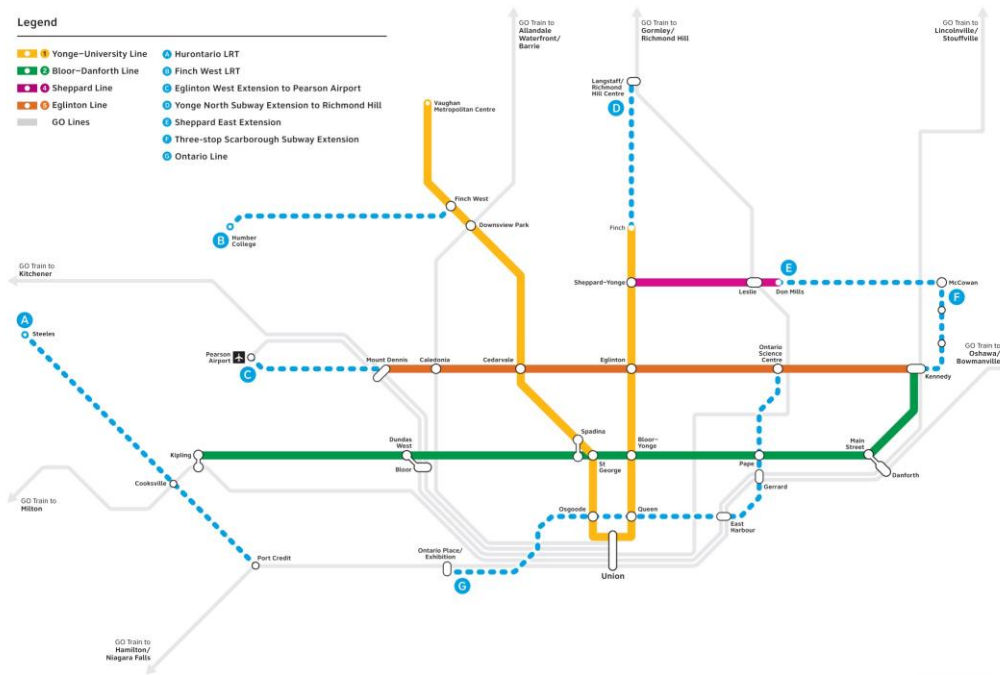 Legend
1 Yonge–University Line
2 Bloor–Danforth Line
4 Sheppard Line
5 Eglinton Line
GO Lines
A Hurontario LRT
B Finch West LRT
C Eglinton West Extension to Pearson Airport
D Yonge North Subway Extension to Richmond Hill
E Sheppard East Extension
F Three-stop Scarborough Subway Extension
G Ontario Line
GO Train to
Allandale
Waterfront/
Barrie
GO Train to
Gormley/
Richmond Hill
GO Train to
Lincolnville/
Stouffville
Langstaff/
Richmond
Hill Centre
D
Vaughan
Metropolitan Centre
Finch West
Downsview Park
B
Humber
College
Finch
GO Train to
Kitchener
Sheppard–Yonge
Leslie
Don Mills
E
McCowan
F
A
Steeles
Pearson
Airport
C
Mount Dennis
Caledonia
Cedarvale
Eglinton
Ontario
Science
Centre
Kennedy
GO Train to
Oshawa/
Bowmanville
Kipling
Dundas
West
Bloor
Spadina
St
George
Bloor–
Yonge
Pape
Main
Street
Danforth
Gerrard
Cooksville
GO Train to
Milton
Osgoode
Queen
East
Harbour
Port Credit
Ontario Place/
Exhibition
G
Union
GO Train to
Hamilton/
Niagara Falls